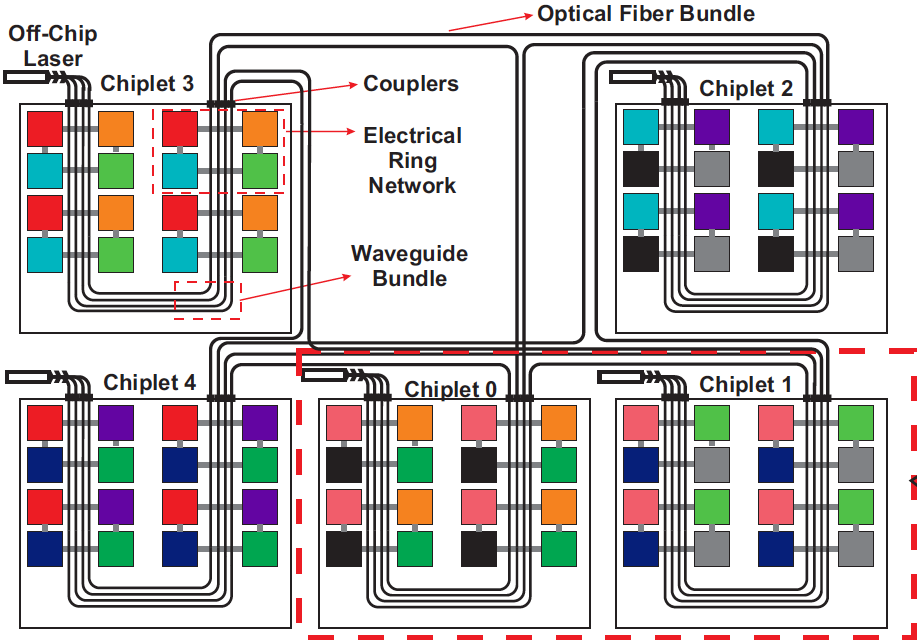 Optical Fiber Bundle
Off-Chip
Laser
Chiplet 3
Couplers
Chiplet 2
Electrical
Ring
Network
Waveguide
Bundle
Chiplet 4
Chiplet 0
Chiplet 1